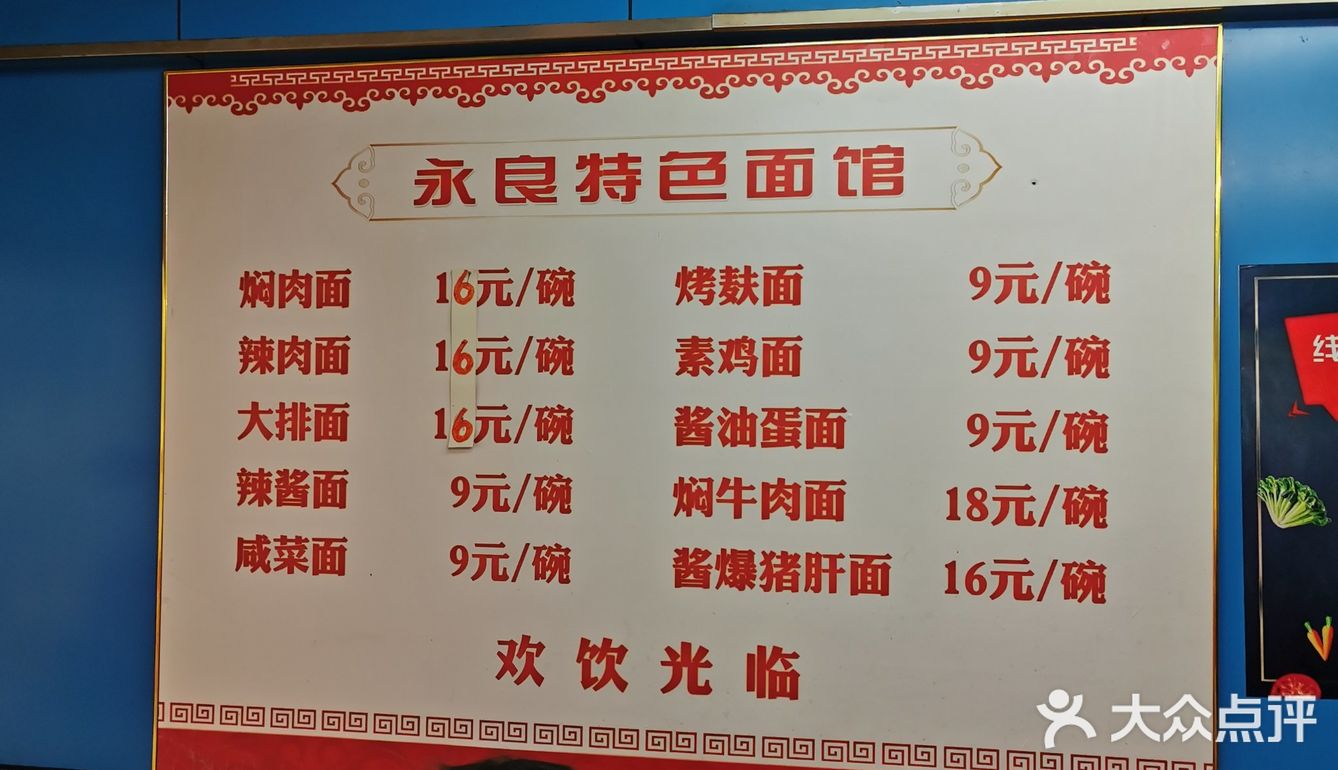 永良特色面馆
焖肉面 16元/碗
辣肉面 16元/碗
大排面 16元/碗
辣酱面 9元/碗
咸菜面 9元/碗
烤麸面 9元/碗
素鸡面 9元/碗
酱油蛋面 9元/碗
焖牛肉面 18元/碗
酱爆猪肝面 16元/碗
欢饮光临
线
大众点评